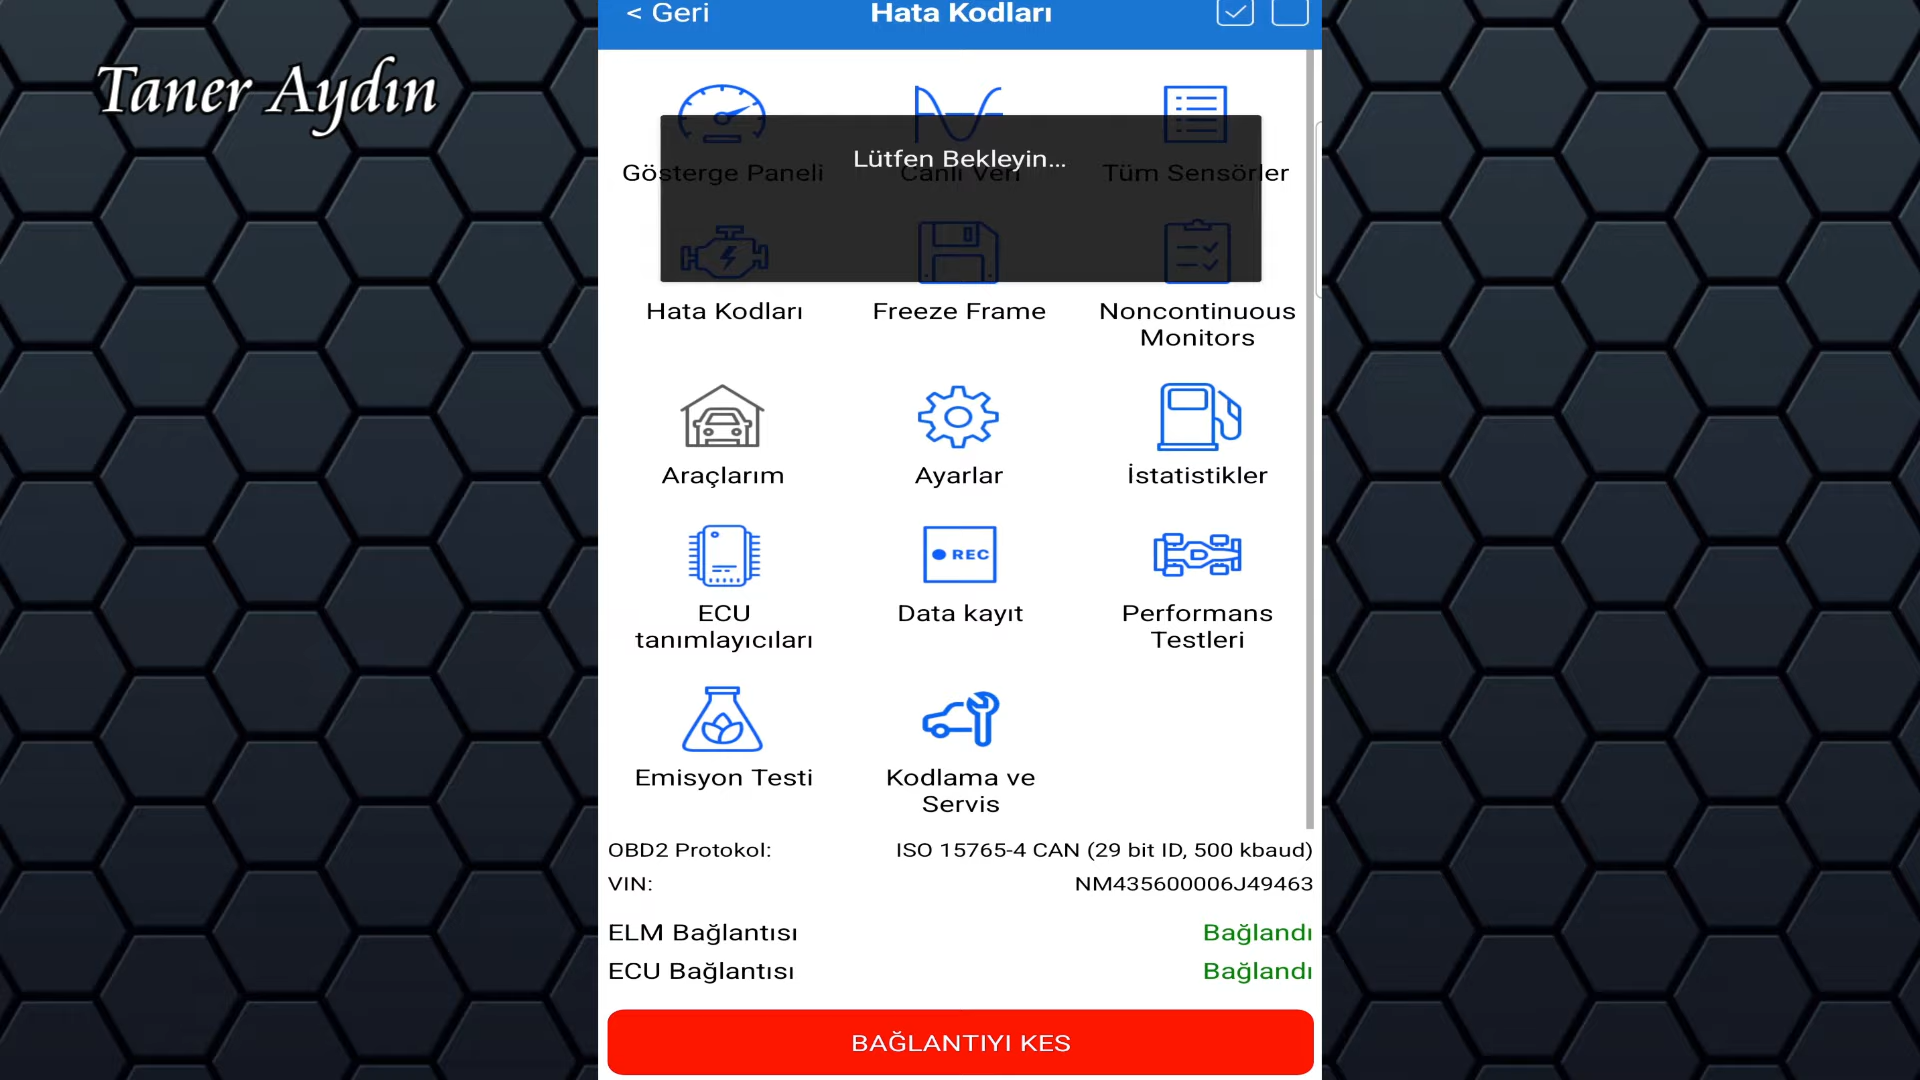 Taner Aydın
< Geri
Hata Kodları
Lütfen Bekleyin...
Gösterge Paneli
Canlı Veri
Tüm Sensörler
Hata Kodları
Freeze Frame
Noncontinuous
Monitors
Araçlarım
Ayarlar
İstatistikler
ECU
tanımlayıcıları
REC
Data kayıt
Performans
Testleri
Emisyon Testi
Kodlama ve
Servis
OBD2 Protokol:
ISO 15765-4 CAN (29 bit ID, 500 kbaud)
VIN:
NM435600006J49463
ELM Bağlantısı
Bağlandı
ECU Bağlantısı
Bağlandı
BAĞLANTIYI KES